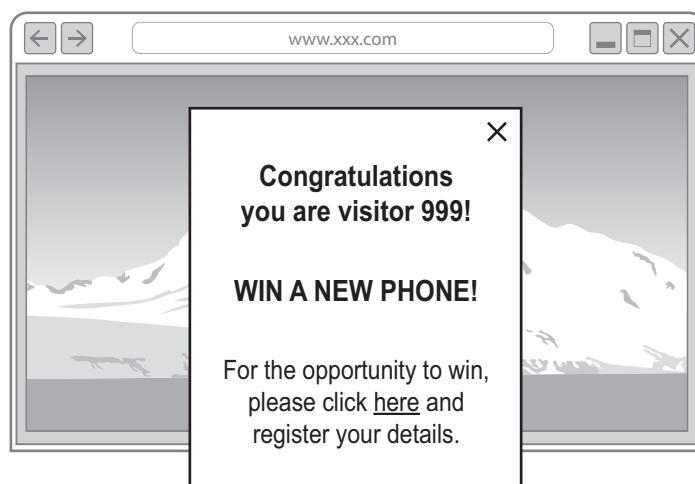 www.xxx.com
Congratulations
you are visitor 999!
WIN A NEW PHONE!
For the opportunity to win,
please click here and
register your details.